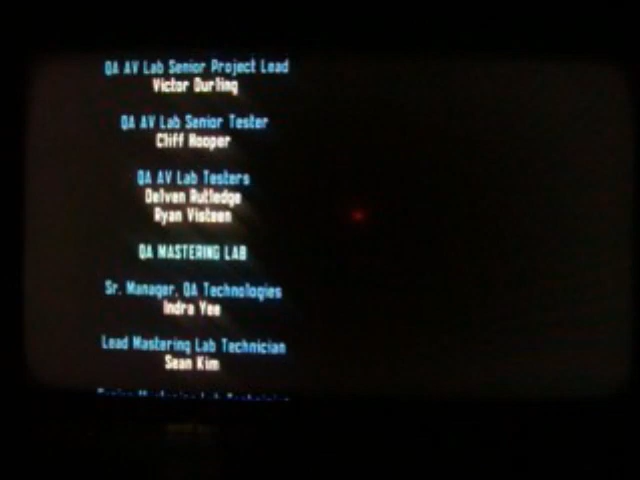 QA AV Lab Senior Project Lead
Victor Durling
QA AV Lab Senior Tester
Cliff Hooper
QA AV Lab Testers
Delven Rutledge
Ryan Visteen
QA MASTERING LAB
Sr. Manager, QA Technologies
Indra Yee
Lead Mastering Lab Technician
Sean Kim